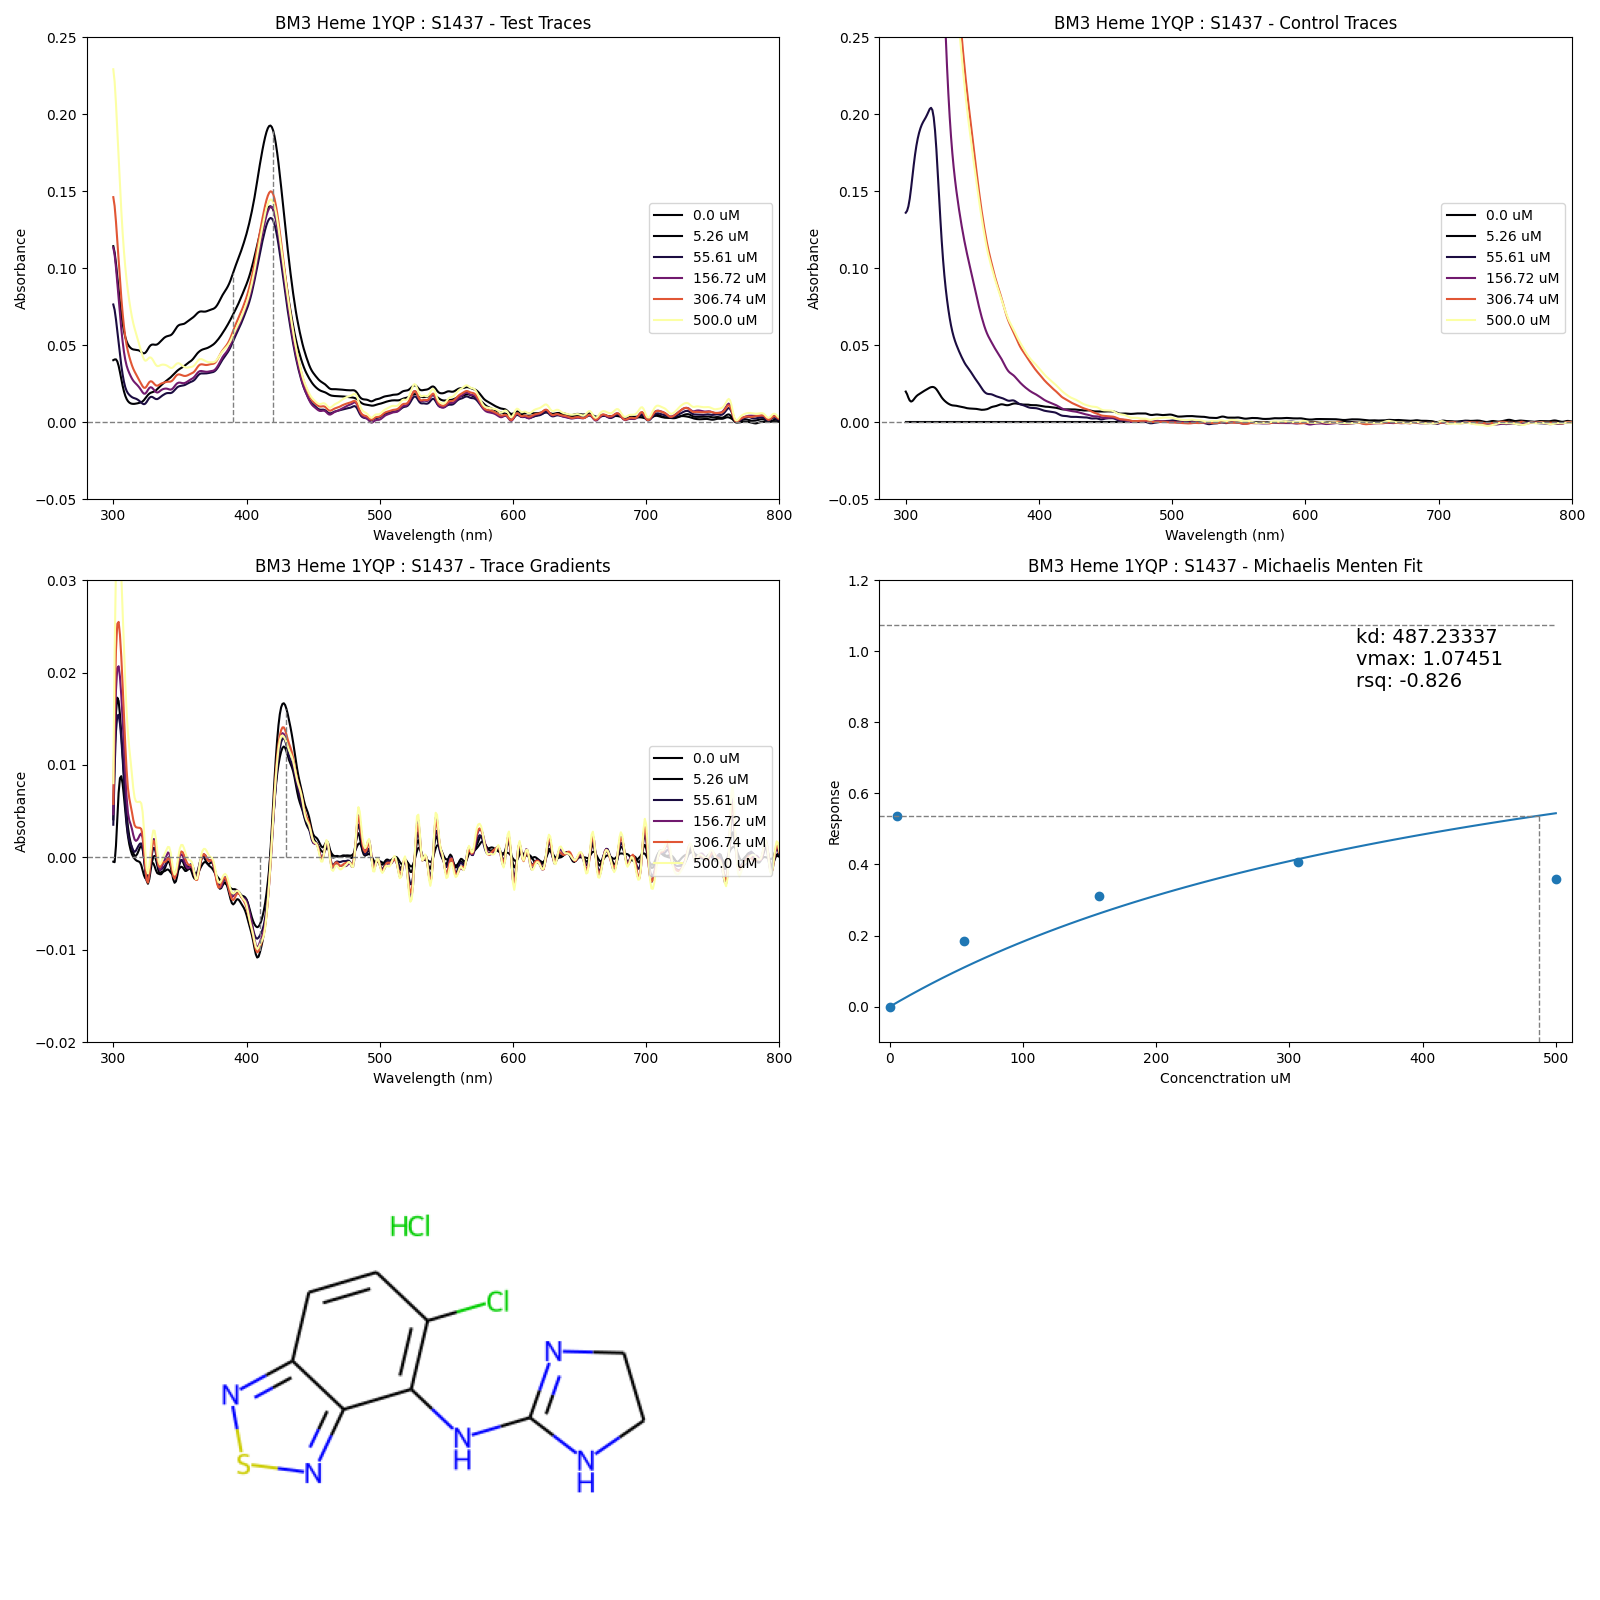 BM3 Heme 1YQP : S1437 - Test Traces
0.25
0.20
0.15
0.10
0.05
0.00
−0.05
Absorbance
300
400
500
600
700
800
Wavelength (nm)
0.0 uM
5.26 uM
55.61 uM
156.72 uM
306.74 uM
500.0 uM
BM3 Heme 1YQP : S1437 - Control Traces
0.25
0.20
0.15
0.10
0.05
0.00
−0.05
Absorbance
300
400
500
600
700
800
Wavelength (nm)
0.0 uM
5.26 uM
55.61 uM
156.72 uM
306.74 uM
500.0 uM
BM3 Heme 1YQP : S1437 - Trace Gradients
0.03
0.02
0.01
0.00
−0.01
−0.02
Absorbance
300
400
500
600
700
800
Wavelength (nm)
0.0 uM
5.26 uM
55.61 uM
156.72 uM
306.74 uM
500.0 uM
BM3 Heme 1YQP : S1437 - Michaelis Menten Fit
1.2
1.0
0.8
0.6
0.4
0.2
0.0
Response
kd: 487.23337
vmax: 1.07451
rsq: -0.826
0
100
200
300
400
500
Concenctration uM
HCl
Cl
N
N
S
N
N
H
N
H